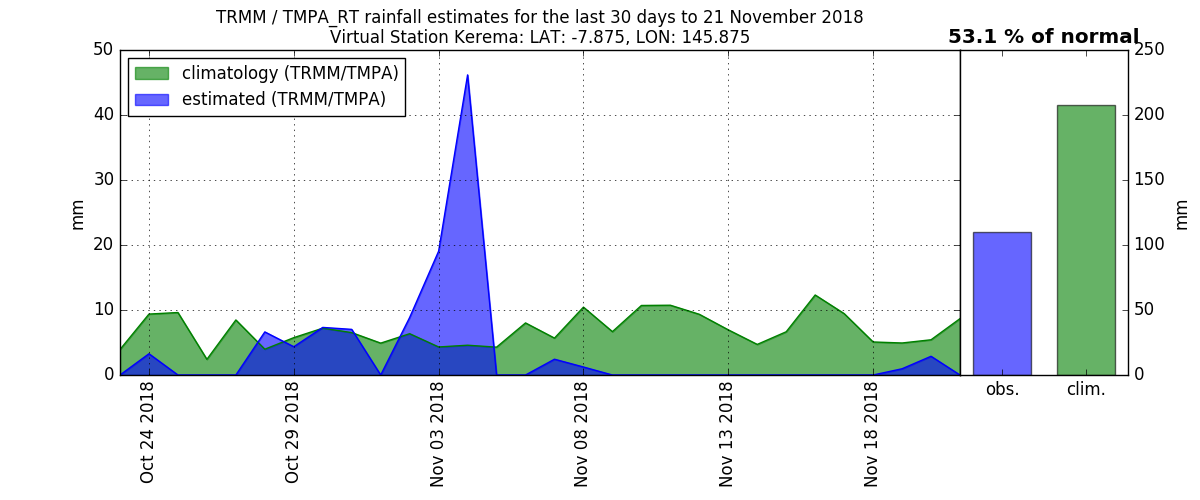 TRMM / TMPA_RT rainfall estimates for the last 30 days to 21 November 2018
Virtual Station Kerema: LAT: -7.875, LON: 145.875
53.1 % of normal
climatology (TRMM/TMPA)
estimated (TRMM/TMPA)
50
40
30
20
10
0
mm
250
200
150
100
50
0
mm
Oct 24 2018
Oct 29 2018
Nov 03 2018
Nov 08 2018
Nov 13 2018
Nov 18 2018
obs.
clim.